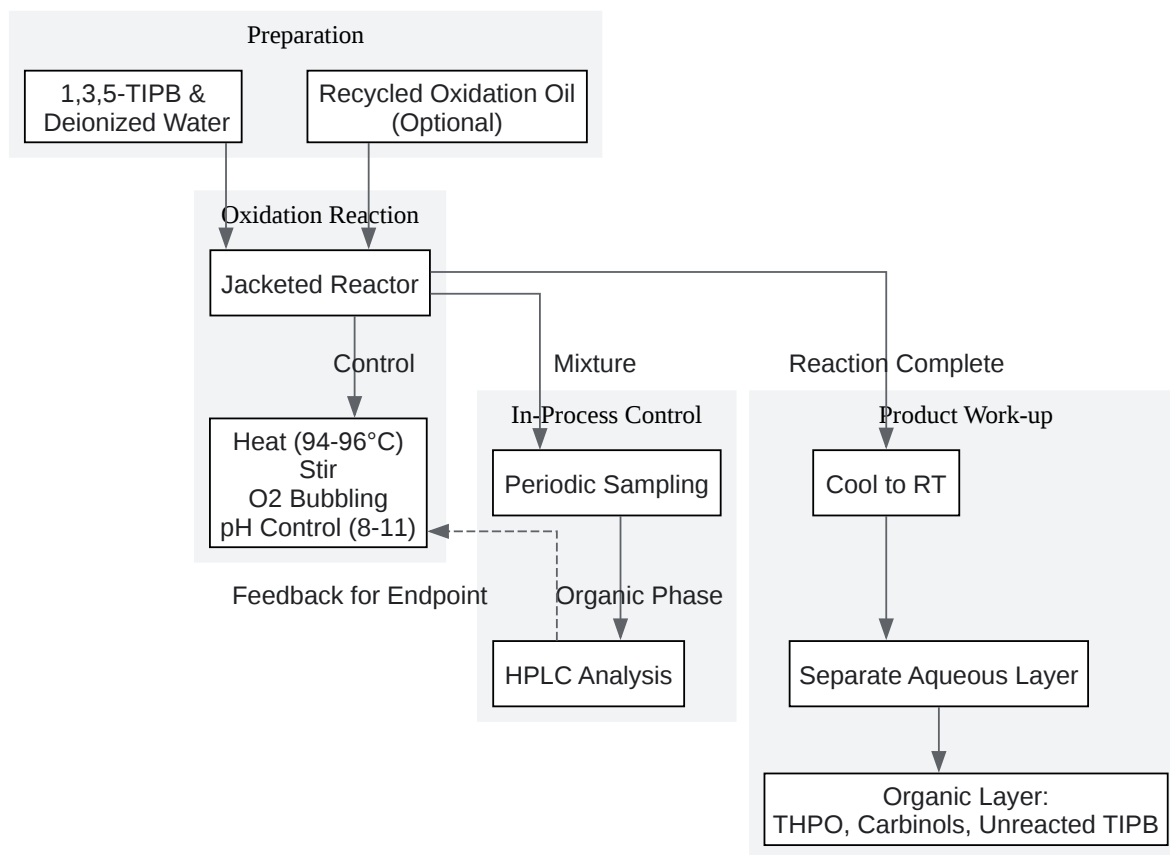 Preparation
1,3,5-TIPB &
Deionized Water
Recycled Oxidation Oil
(Optional)
Oxidation Reaction
Jacketed Reactor
Control
Mixture
Reaction Complete
Heat (94-96°C)
Stir
O2 Bubbling
pH Control (8-11)
In-Process Control
Periodic Sampling
Product Work-up
Cool to RT
Feedback for Endpoint
Organic Phase
HPLC Analysis
Separate Aqueous Layer
Organic Layer:
THPO, Carbinols, Unreacted TIPB